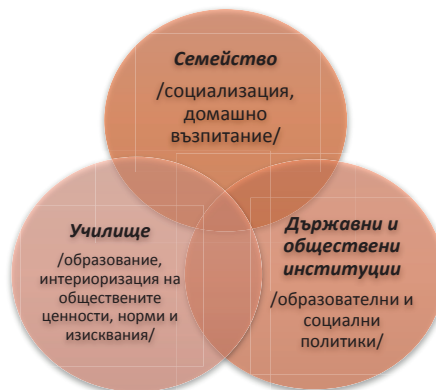 Семейство
/социализация,
домашно
възпитание/
Училище
/образование,
интериоризация на
обществените
ценности, норми и
изисквания/
Държавни и
обществени
институции
/образователни и
социални
политики/